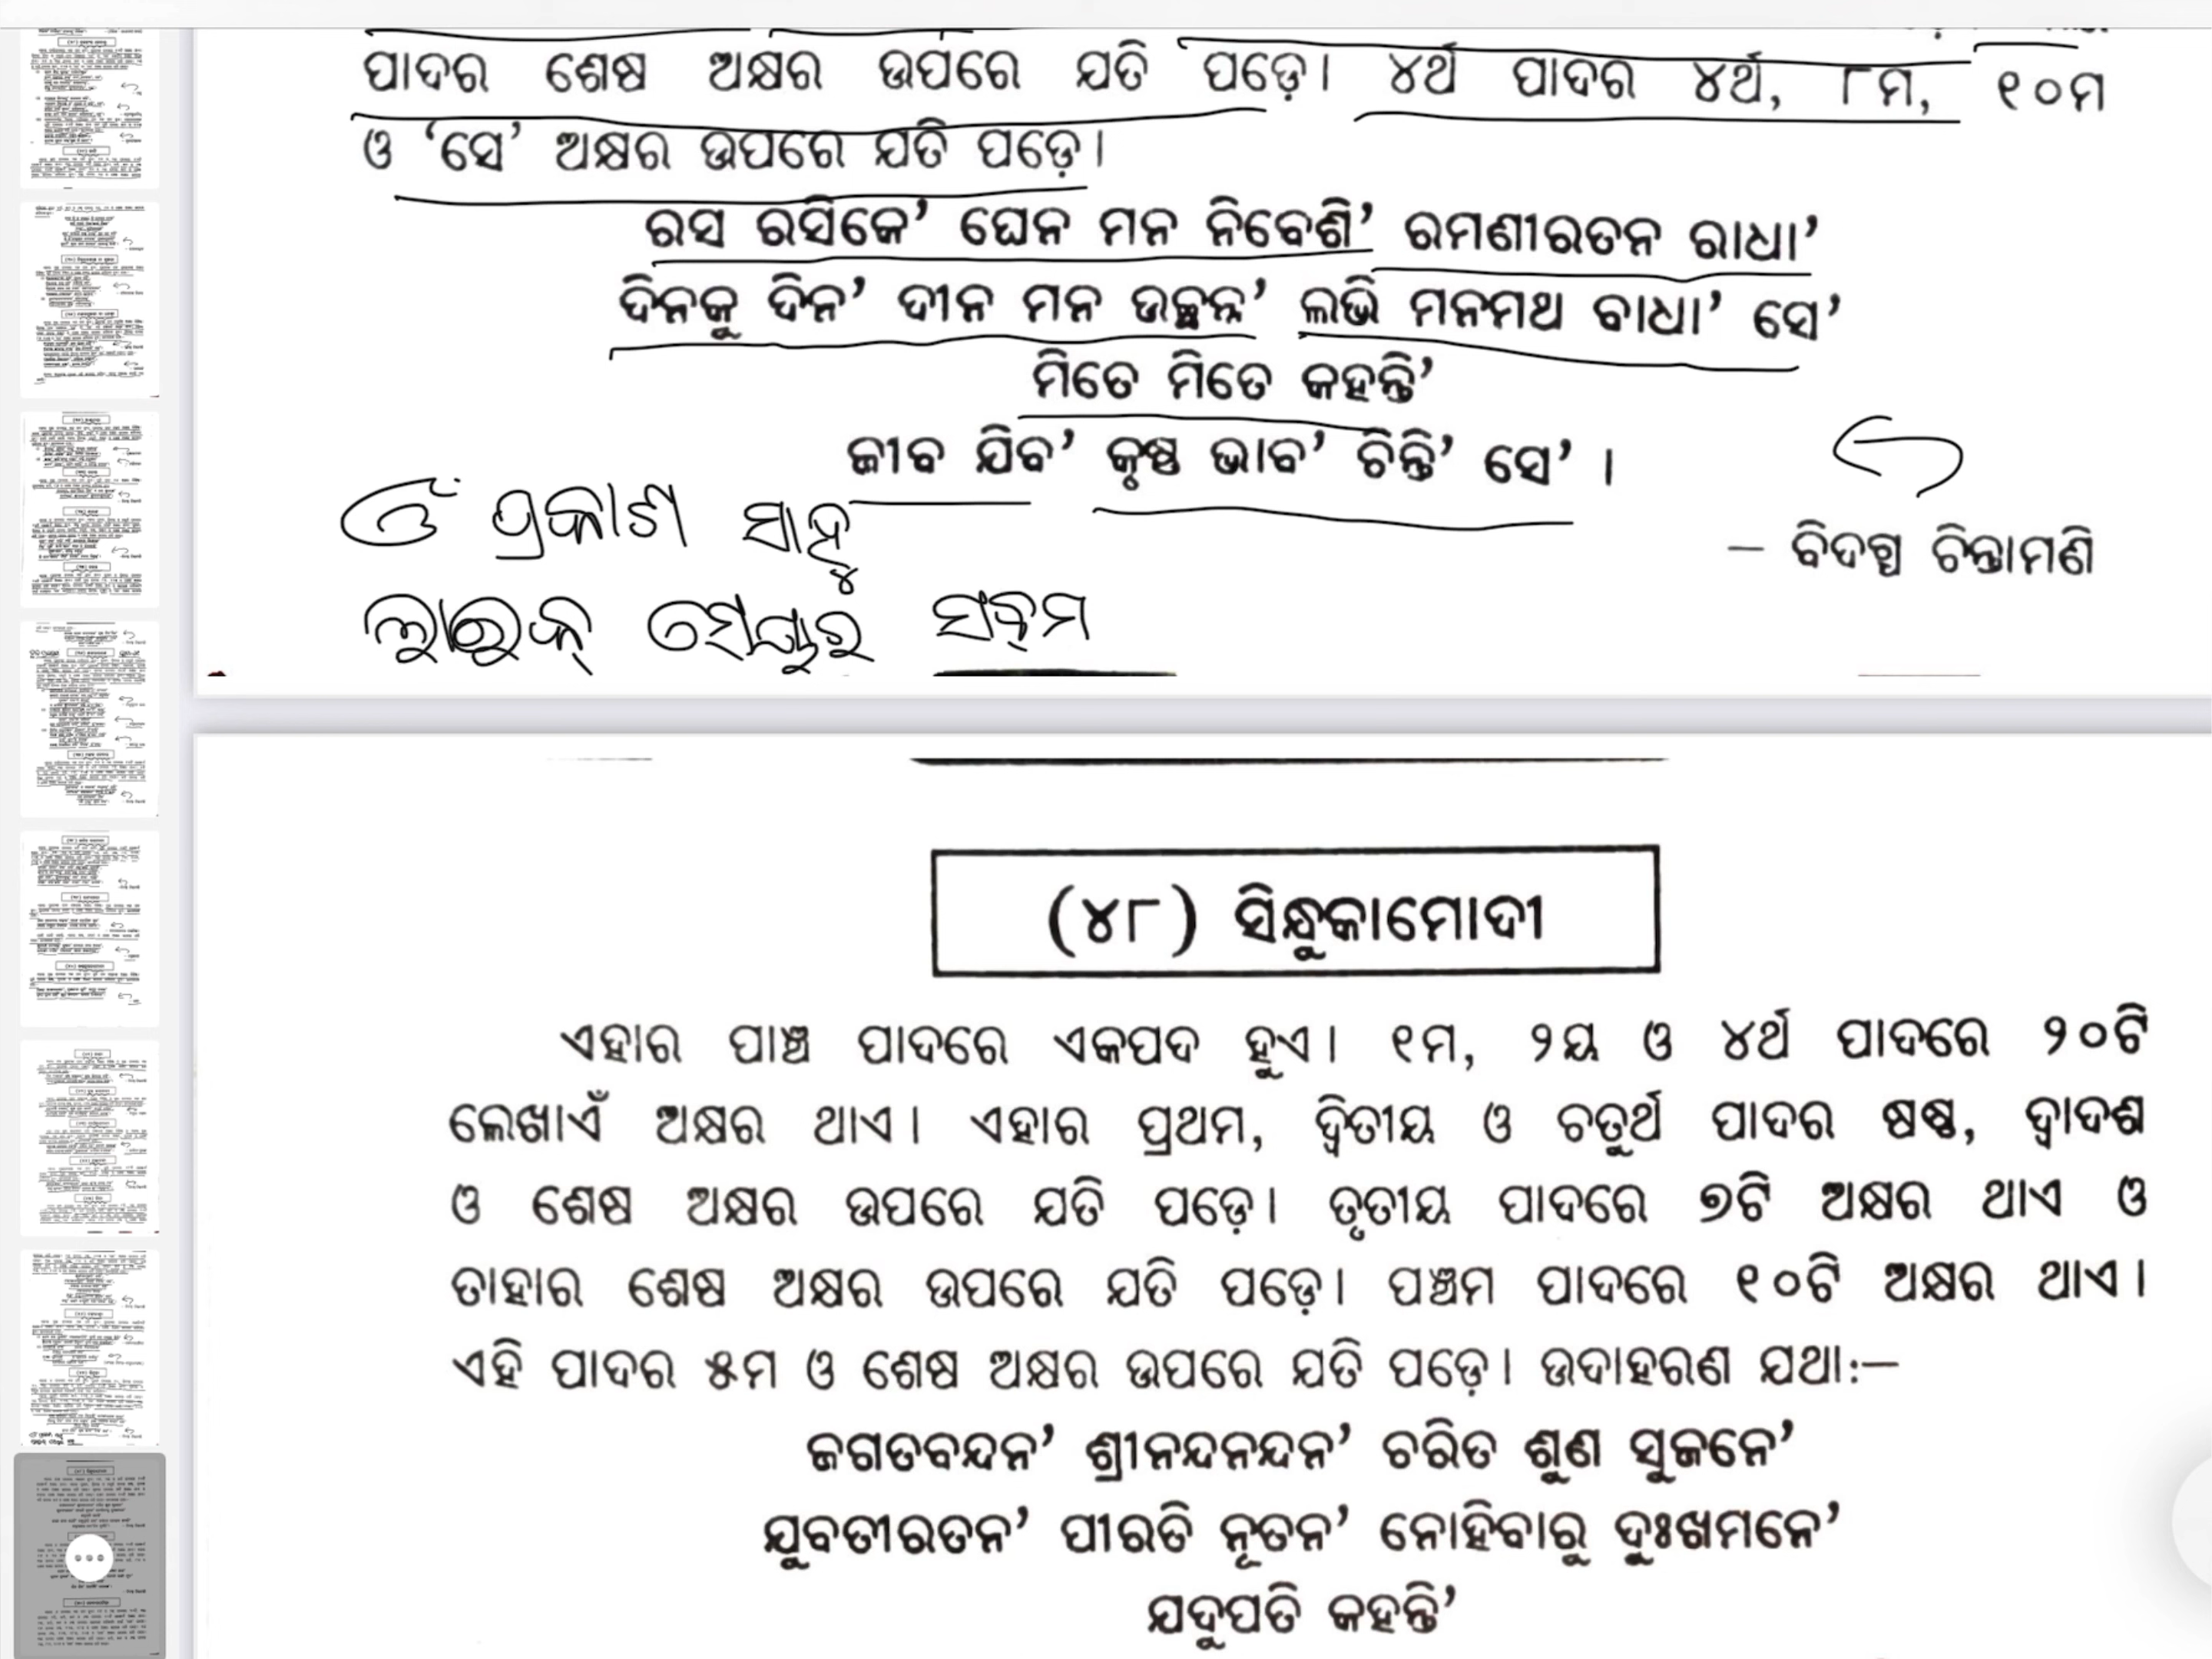 ପାଦର ଶେଷ ଅକ୍ଷର ଉପରେ ଯତି ପଡ଼େ। ୪ର୍ଥ ପାଦର ୪ର୍ଥ, ୮ମ, ୧୦ମ
ଓ ‘ସେ’ ଅକ୍ଷର ଉପରେ ଯତି ପଡ଼େ।
ରସ ରସିକେ’ ଘେନ ମନ ନିବେଶି’ ରମଣୀରତନ ରାଧା’
ଦିନକୁ ଦିନ’ ଦୀନ ମନ ଉଚ୍ଛନ୍ନ’ ଲଭି ମନମଥ ବାଧା’ ସେ’
ମିତେ ମିତେ କହନ୍ତି’
ଜୀବ ଯିବ’ କୃଷ୍ଣ ଭାବ’ ଚିନ୍ତି’ ସେ’ ।
– ବିଦଗ୍ଧ ଚିନ୍ତାମଣି
ଓଁ ପ୍ରକାଶ ସାହୁ
(୪୮) ସିନ୍ଧୁକାମୋଦୀ
ଏହାର ପାଞ୍ଚ ପାଦରେ ଏକପଦ ହୁଏ। ୧ମ, ୨ୟ ଓ ୪ର୍ଥ ପାଦରେ ୨୦ଟି
ଲେଖାଏଁ ଅକ୍ଷର ଥାଏ। ଏହାର ପ୍ରଥମ, ଦ୍ୱିତୀୟ ଓ ଚତୁର୍ଥ ପାଦର ଷଷ୍ଠ, ଦ୍ୱାଦଶ
ଓ ଶେଷ ଅକ୍ଷର ଉପରେ ଯତି ପଡ଼େ। ତୃତୀୟ ପାଦରେ ୭ଟି ଅକ୍ଷର ଥାଏ ଓ
ତାହାର ଶେଷ ଅକ୍ଷର ଉପରେ ଯତି ପଡ଼େ। ପଞ୍ଚମ ପାଦରେ ୧୦ଟି ଅକ୍ଷର ଥାଏ।
ଏହି ପାଦର ୫ମ ଓ ଶେଷ ଅକ୍ଷର ଉପରେ ଯତି ପଡ଼େ। ଉଦାହରଣ ଯଥା:–
ଜଗତବନ୍ଦନ’ ଶ୍ରୀନନ୍ଦନନ୍ଦନ’ ଚରିତ ଶୁଣ ସୁଜନେ’
ଯୁବତୀରତନ’ ପୀରତି ନୂତନ’ ନୋହିବାରୁ ଦୁଃଖମନେ’
ଯଦୁପତି କହନ୍ତି’